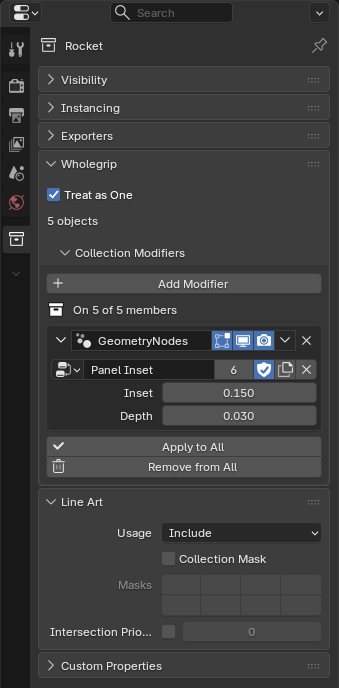 Search
Rocket
Visibility
Instancing
Exporters
Wholegrip
Treat as One
5 objects
Collection Modifiers
Add Modifier
On 5 of 5 members
GeometryNodes
Panel Inset 6
Inset 0.150
Depth 0.030
Apply to All
Remove from All
Line Art
Usage Include
Collection Mask
Masks
Intersection Prio... 0
Custom Properties